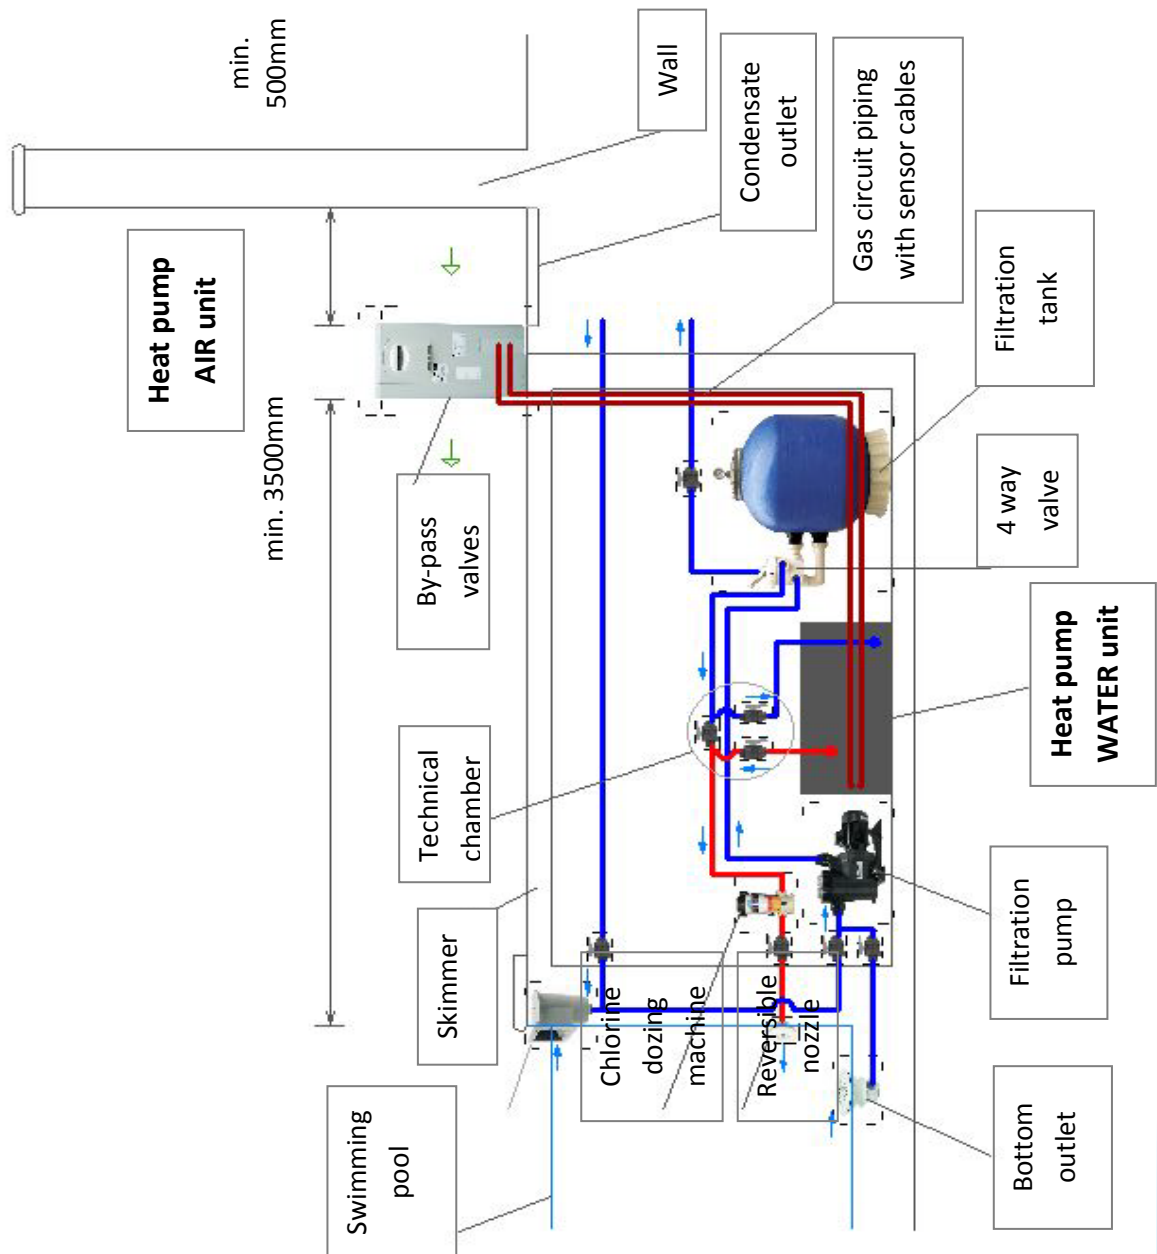 min.
500mm
Wall
Condensate
outlet
Gas circuit piping
with sensor cables
Filtration
tank
Heat pump
AIR unit
min. 3500mm
By-pass
valves
4 way
valve
Heat pump
WATER unit
Technical
chamber
Skimmer
Filtration
pump
Chlorine
dozing
machine
Reversible
nozzle
Swimming
pool
Bottom
outlet